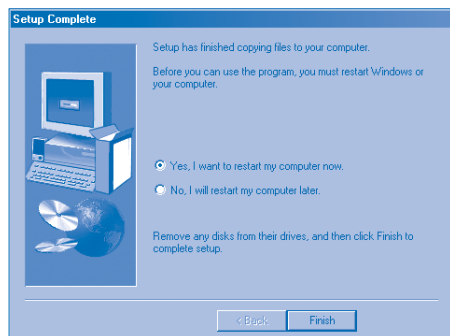 Setup Complete
Setup has finished copying files to your computer.
Before you can use the program, you must restart Windows or
your computer.
Yes, I want to restart my computer now.
No, I will restart my computer later.
Remove any disks from their drives, and then click Finish to
complete setup.
< Back
Finish